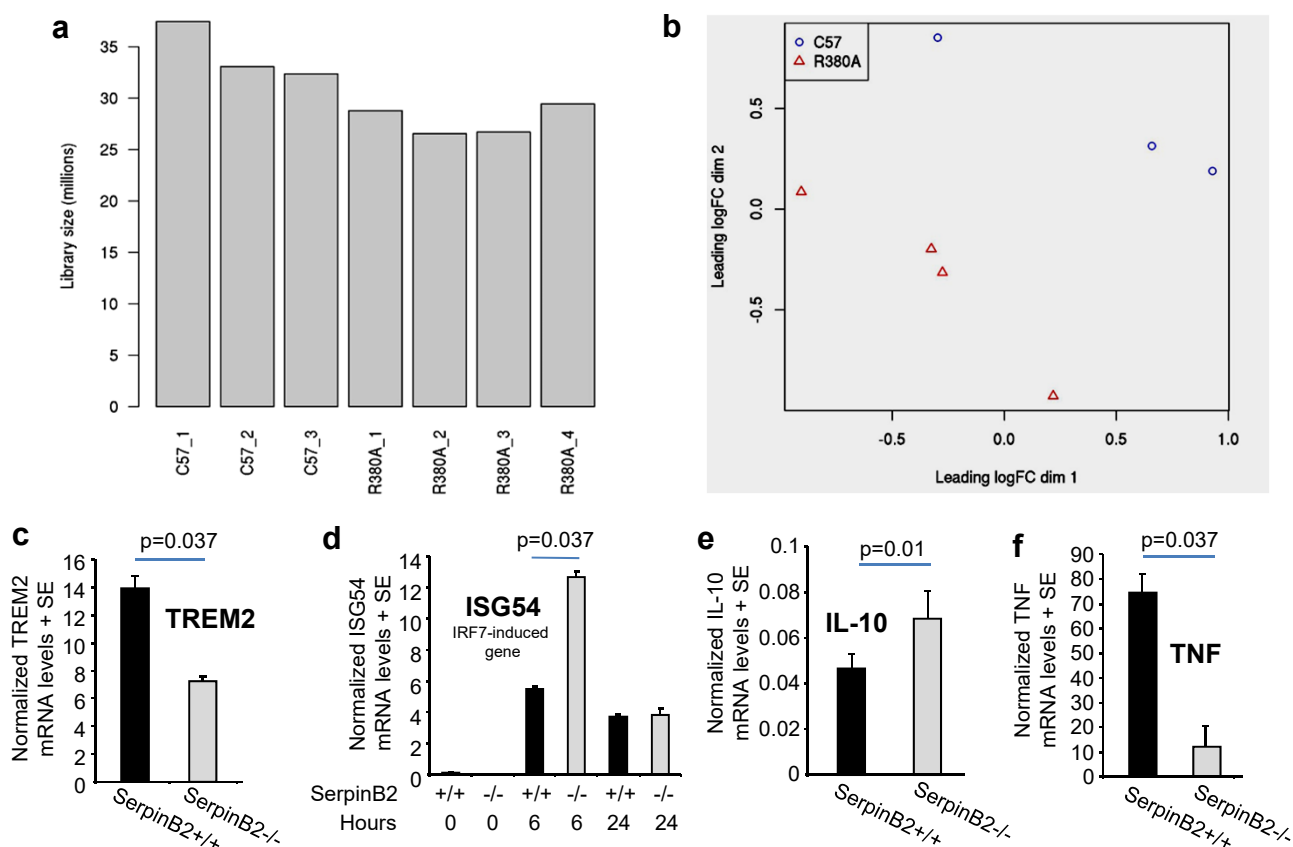 a
Library size (millions)
35
30
25
20
15
10
5
0
C57_1
C57_2
C57_3
R380A_1
R380A_2
R380A_3
R380A_4
b
C57
R380A
Leading logFC dim 2
0.5
0.0
-0.5
-0.5
0.0
0.5
1.0
Leading logFC dim 1
c
p=0.037
Normalized TREM2
mRNA levels + SE
16
14
12
10
8
6
4
2
0
TREM2
SerpinB2+/+
SerpinB2-/-
d
p=0.037
Normalized ISG54
mRNA levels + SE
14
12
10
8
6
4
2
0
ISG54
IRF7-induced
gene
SerpinB2 +/+ -/- +/+ -/- +/+ -/-
Hours 0 0 6 6 24 24
e
p=0.01
Normalized IL-10
mRNA levels + SE
0.1
0.08
0.06
0.04
0.02
0
IL-10
SerpinB2+/+
SerpinB2-/-
f
p=0.037
Normalized TNF
mRNA levels + SE
90
80
70
60
50
40
30
20
10
0
TNF
SerpinB2+/+
SerpinB2-/-